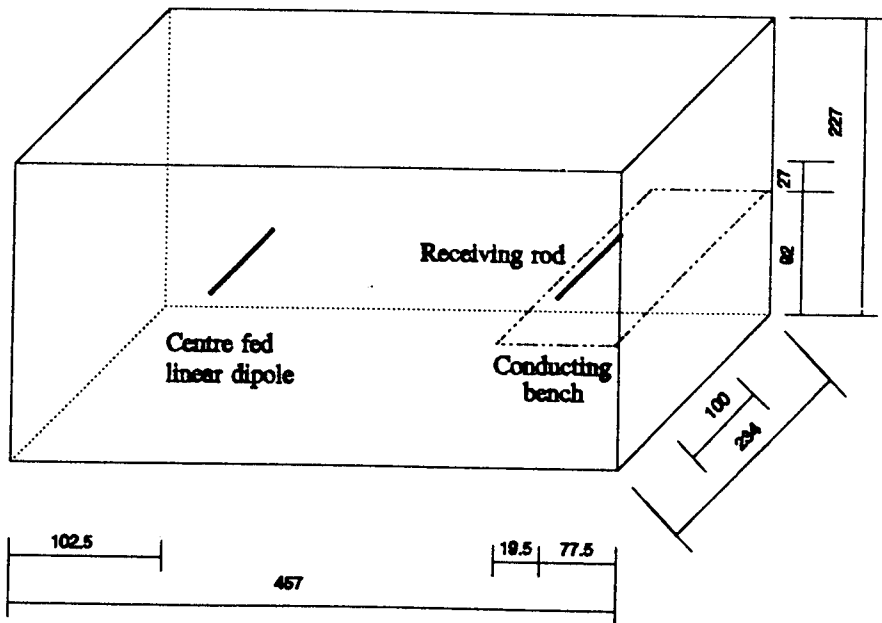 227
27
92
Receiving rod
Centre fed
linear dipole
Conducting
bench
100
234
102.5
19.5
77.5
457